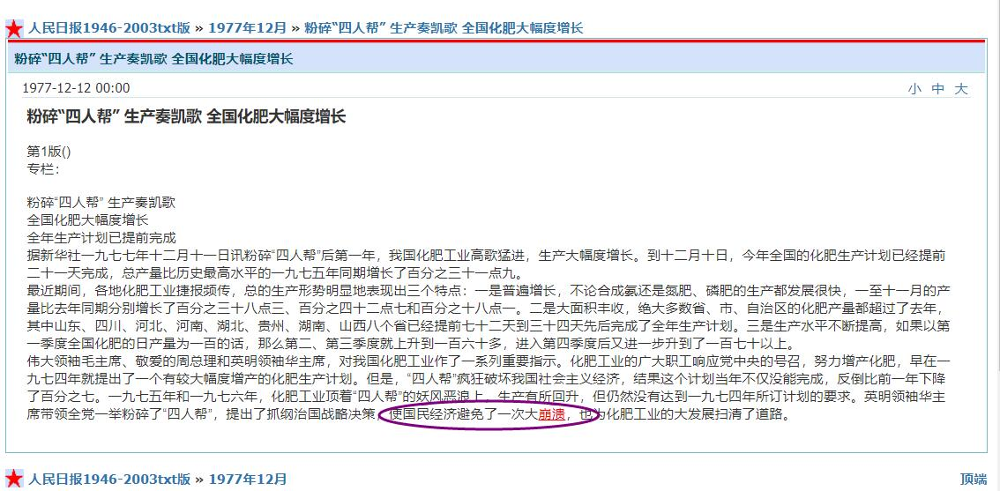 人民日报1946-2003txt版 » 1977年12月 » 粉碎“四人帮” 生产奏凯歌 全国化肥大幅度增长
粉碎“四人帮” 生产奏凯歌 全国化肥大幅度增长
1977-12-12 00:00 小 中 大
粉碎“四人帮” 生产奏凯歌 全国化肥大幅度增长
第1版()
专栏：
粉碎“四人帮” 生产奏凯歌
全国化肥大幅度增长
全年生产计划已提前完成
据新华社一九七七年十二月十一日讯粉碎“四人帮”后第一年，我国化肥工业高歌猛进，生产大幅度增长。到十二月十日，今年全国的化肥生产计划已经提前
二十一天完成，总产量比历史最高水平的一九七五年同期增长了百分之三十一点九。
最近期间，各地化肥工业捷报频传，总的生产形势明显地表现出三个特点：一是普遍增长，不论合成氨还是氮肥、磷肥的生产都发展很快，一至十一月的产
量比去年同期分别增长了百分之三十八点三、百分之四十二点七和百分之十八点一。二是大面积丰收，绝大多数省、市、自治区的化肥产量都超过了去年，
其中山东、四川、河北、河南、湖北、贵州、湖南、山西八个省已经提前七十二天到三十四天先后完成了全年生产计划。三是生产水平不断提高，如果以第
一季度全国化肥的日产量为一百的话，那么第二、第三季度就上升到一百六十多，进入第四季度后又进一步升到了一百七十以上。
伟大领袖毛主席、敬爱的周总理和英明领袖华主席，对我国化肥工业作了一系列重要指示。化肥工业的广大职工响应党中央的号召，努力增产化肥，早在一
九七四年就提出了一个有较大幅度增产的化肥生产计划。但是，“四人帮”疯狂破坏我国社会主义经济，结果这个计划当年不仅没能完成，反倒比前一年下降
了百分之七。一九七五年和一九七六年，化肥工业顶着“四人帮”的妖风恶浪上，生产有所回升，但仍然没有达到一九七四年所订计划的要求。英明领袖华主
席带领全党一举粉碎了“四人帮”，提出了抓纲治国战略决策，使国民经济避免了一次大崩溃，也为化肥工业的大发展扫清了道路。
人民日报1946-2003txt版 » 1977年12月 顶端